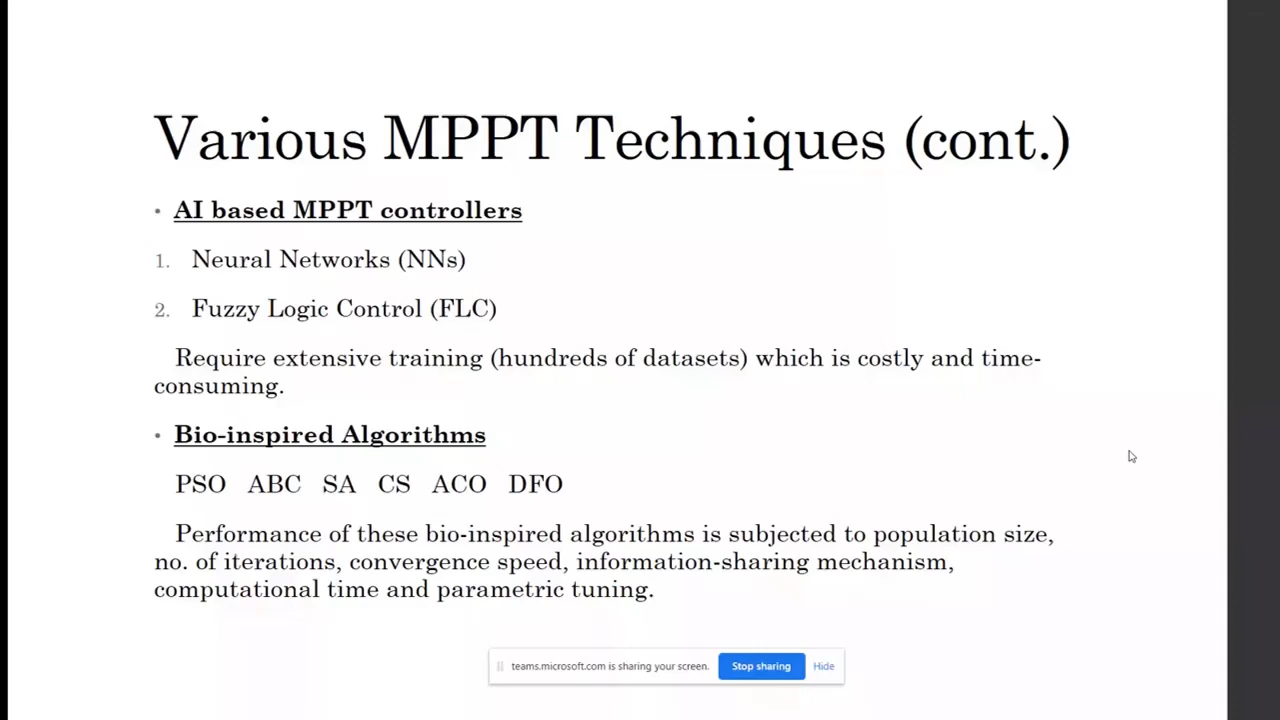 Various MPPT Techniques (cont.)
• AI based MPPT controllers
1. Neural Networks (NNs)
2. Fuzzy Logic Control (FLC)
Require extensive training (hundreds of datasets) which is costly and time-
consuming.
• Bio-inspired Algorithms
PSO ABC SA CS ACO DFO
Performance of these bio-inspired algorithms is subjected to population size,
no. of iterations, convergence speed, information-sharing mechanism,
computational time and parametric tuning.
teams.microsoft.com is sharing your screen. Stop sharing Hide